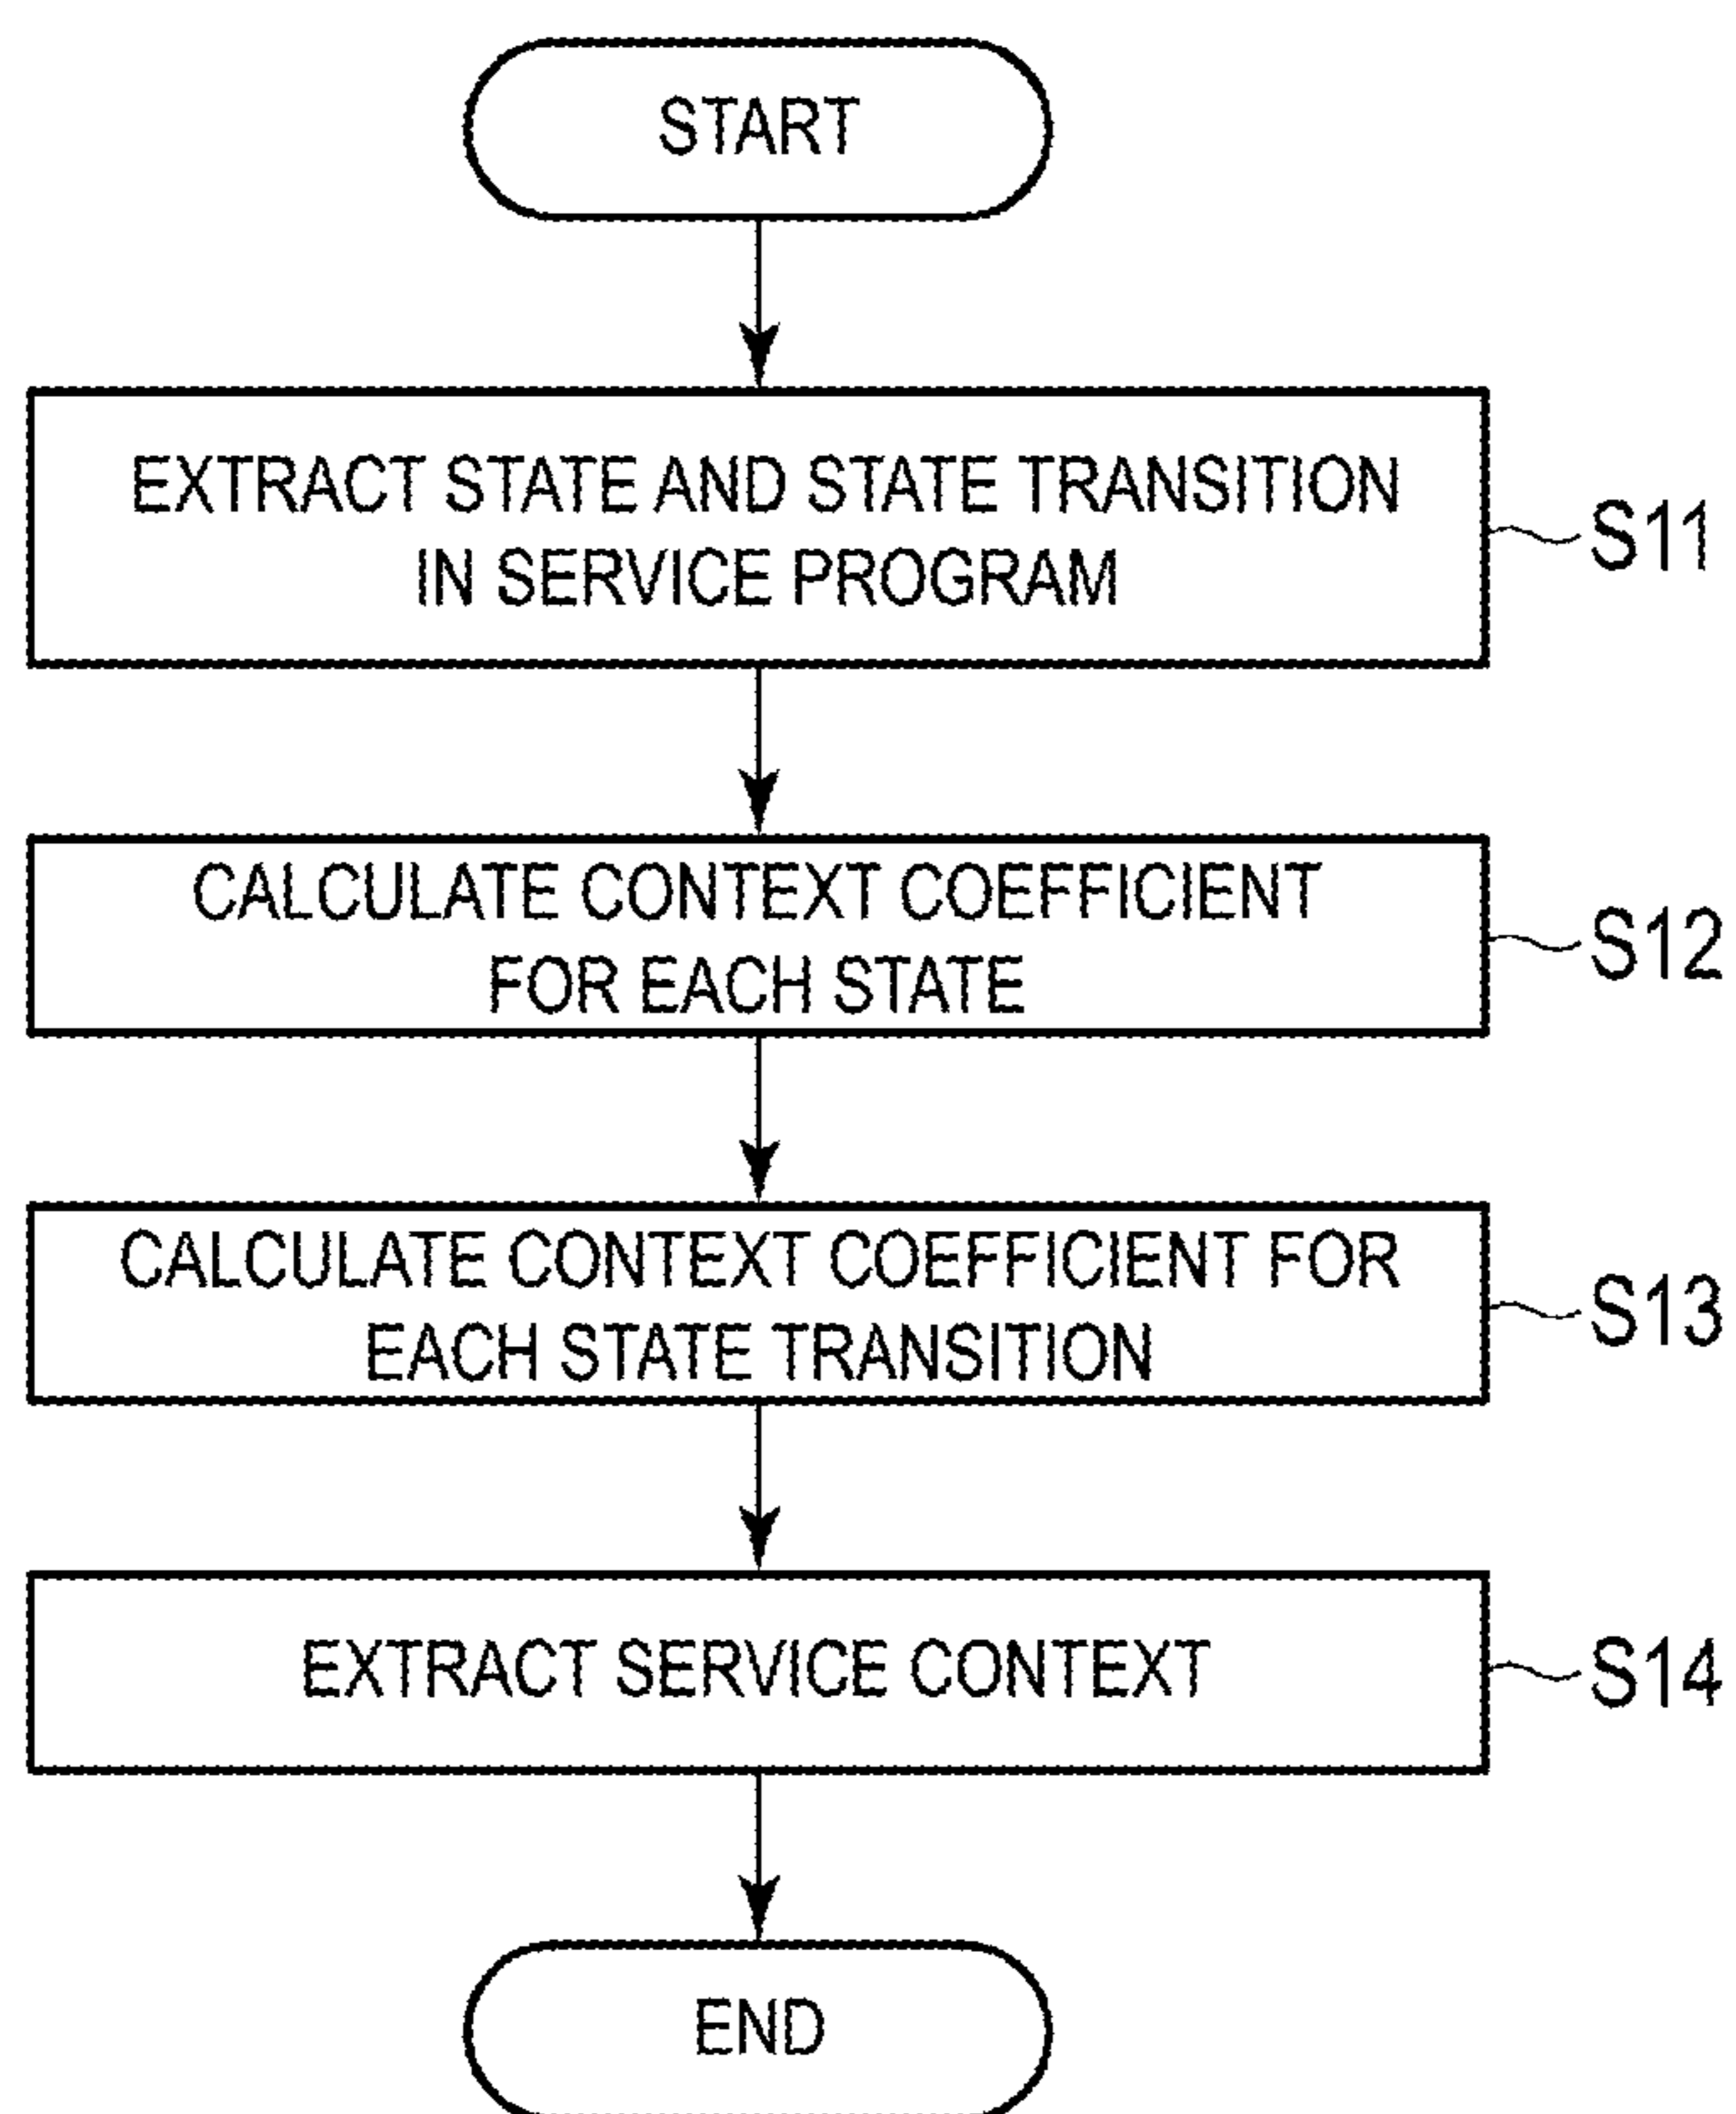 START
EXTRACT STATE AND STATE TRANSITION
IN SERVICE PROGRAM
S11
CALCULATE CONTEXT COEFFICIENT
FOR EACH STATE
S12
CALCULATE CONTEXT COEFFICIENT FOR
EACH STATE TRANSITION
S13
EXTRACT SERVICE CONTEXT
S14
END